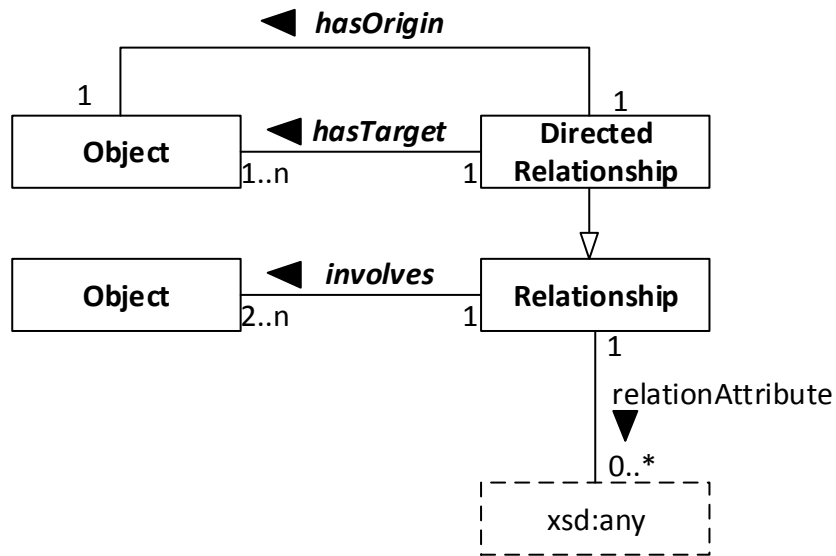 hasOrigin
1
1
Object
hasTarget
Directed
Relationship
1..n
1
Object
involves
Relationship
2..n
1
1
relationAttribute
0..*
xsd:any